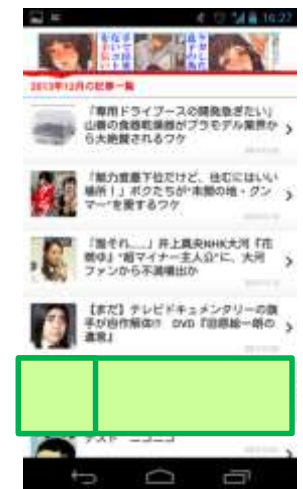 16:27
2013年12月の記事一覧
「専用ドライブースの開発急ぎたい」
山善の食器乾燥器がプラモデル業界か
ら大絶賛されるワケ
「魅力度最下位だけど、住むにはいい
場所！」ボクたちが“未開の地・グン
マー”を愛するワケ
「誰それ……」井上真央NHK大河『花
燃ゆ』“超マイナー主人公”に、大河
ファンから不満噴出か
【まだ】テレビドキュメンタリーの旗
手が自作解体!? DVD『田原総一朗の
遺言』